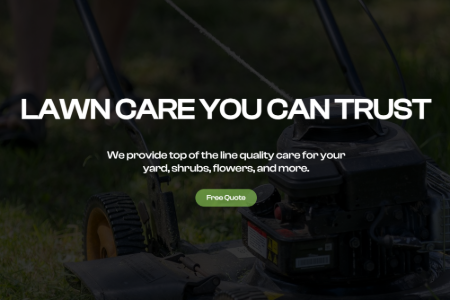 LAWN CARE YOU CAN TRUST
We provide top of the line quality care for your
yard, shrubs, flowers, and more.
Free Quote